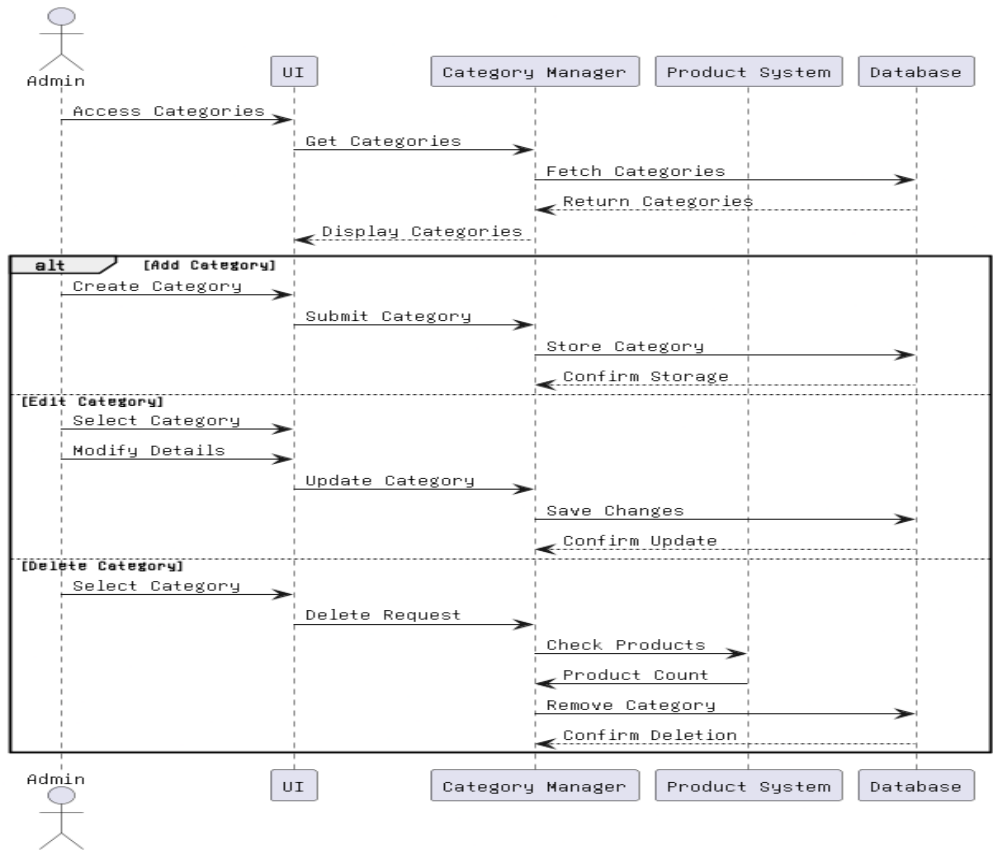 Admin
UI
Category Manager
Product System
Database
Access Categories
Get Categories
Fetch Categories
Return Categories
Display Categories
alt
[Add Category]
Create Category
Submit Category
Store Category
Confirm Storage
[Edit Category]
Select Category
Modify Details
Update Category
Save Changes
Confirm Update
[Delete Category]
Select Category
Delete Request
Check Products
Product Count
Remove Category
Confirm Deletion
Admin
UI
Category Manager
Product System
Database